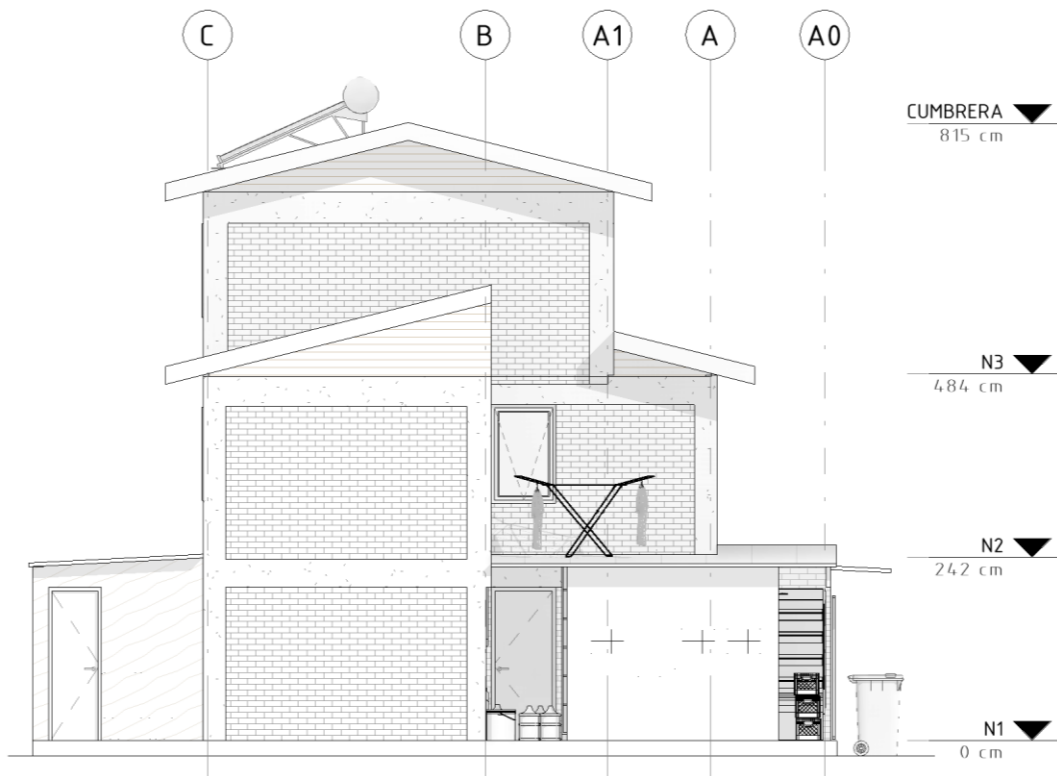 C B A1 A A0
CUMBRERA
815 cm
N3
484 cm
N2
242 cm
N1
0 cm